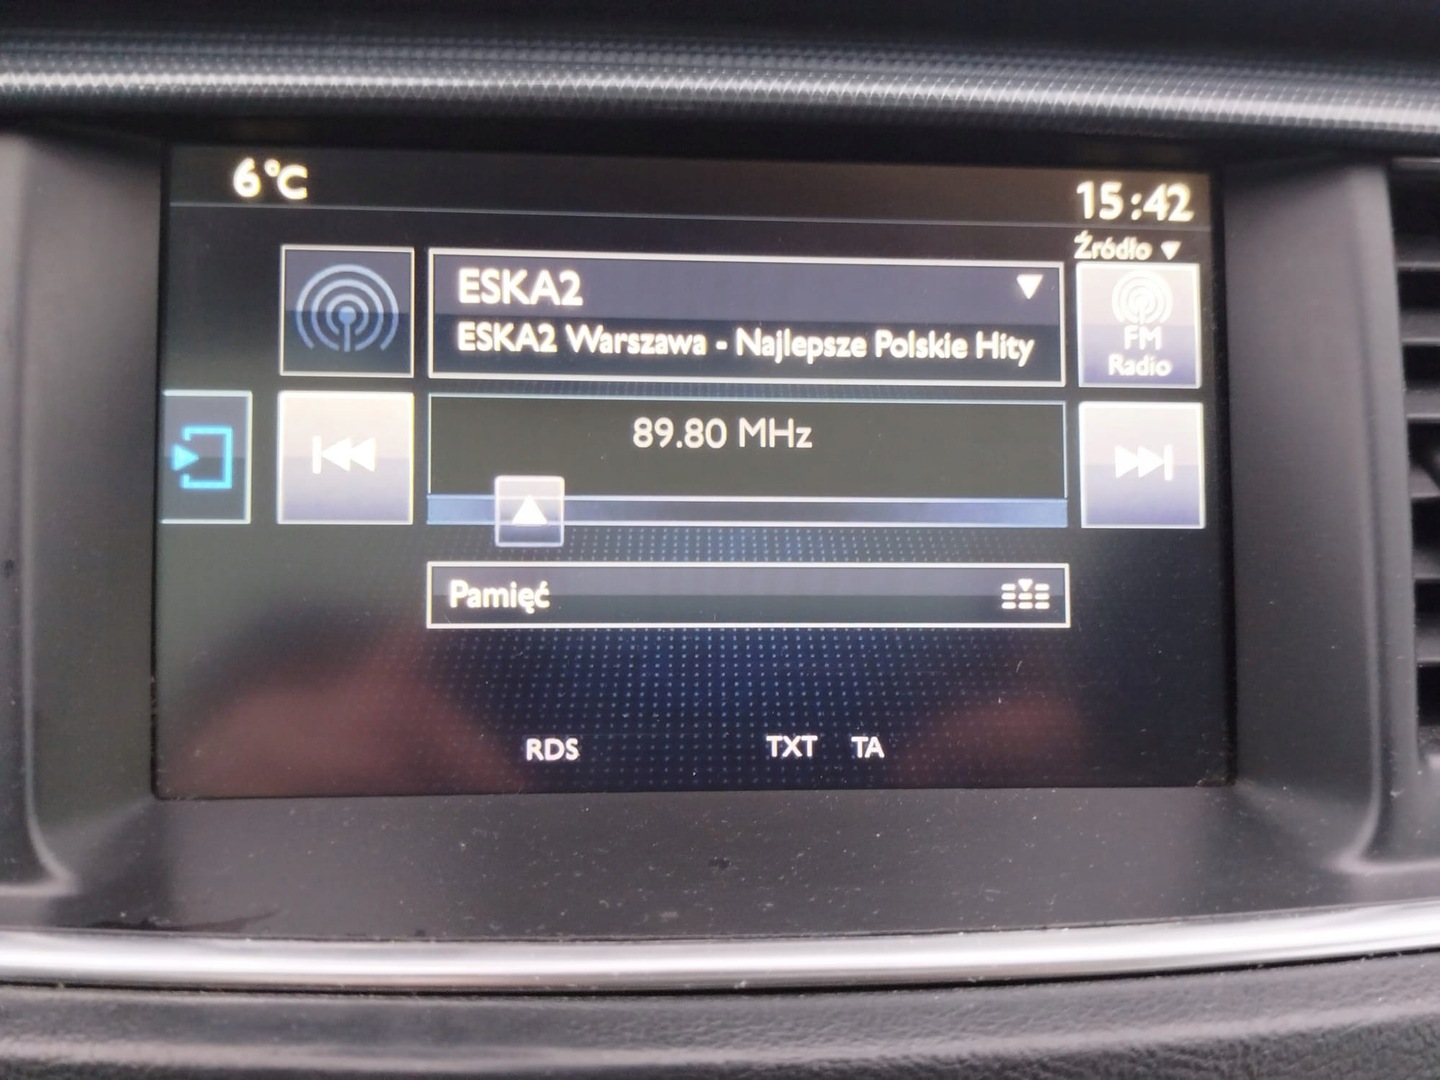 6°C
15:42
Źródło
ESKA2
ESKA2 Warszawa - Najlepsze Polskie Hity
FM
Radio
89.80 MHz
Pamięć
RDS TXT TA